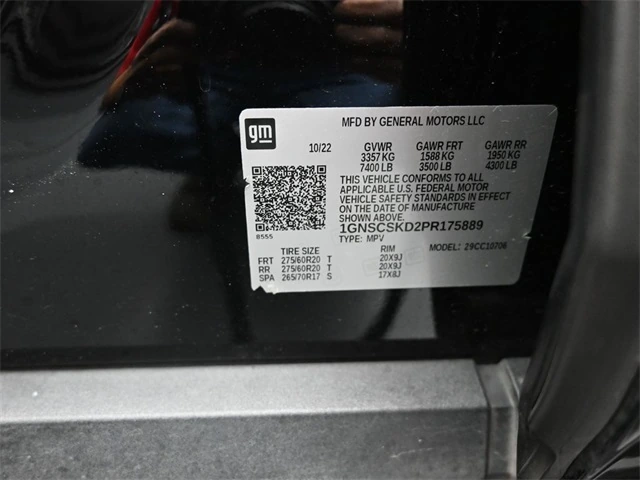 gm
MFD BY GENERAL MOTORS LLC
10/22 GVWR GAWR FRT GAWR RR
3357 KG 1588 KG 1950 KG
7400 LB 3500 LB 4300 LB
THIS VEHICLE CONFORMS TO ALL
APPLICABLE U.S. FEDERAL MOTOR
VEHICLE SAFETY STANDARDS IN EFFECT
ON THE DATE OF MANUFACTURE
SHOWN ABOVE.
1GNSCSKD2PR175889
8555
TYPE: MPV MODEL: 29CC10706
TIRE SIZE RIM
FRT 275/60R20 T 20X9J
RR 275/60R20 T 20X9J
SPA 265/70R17 S 17X8J